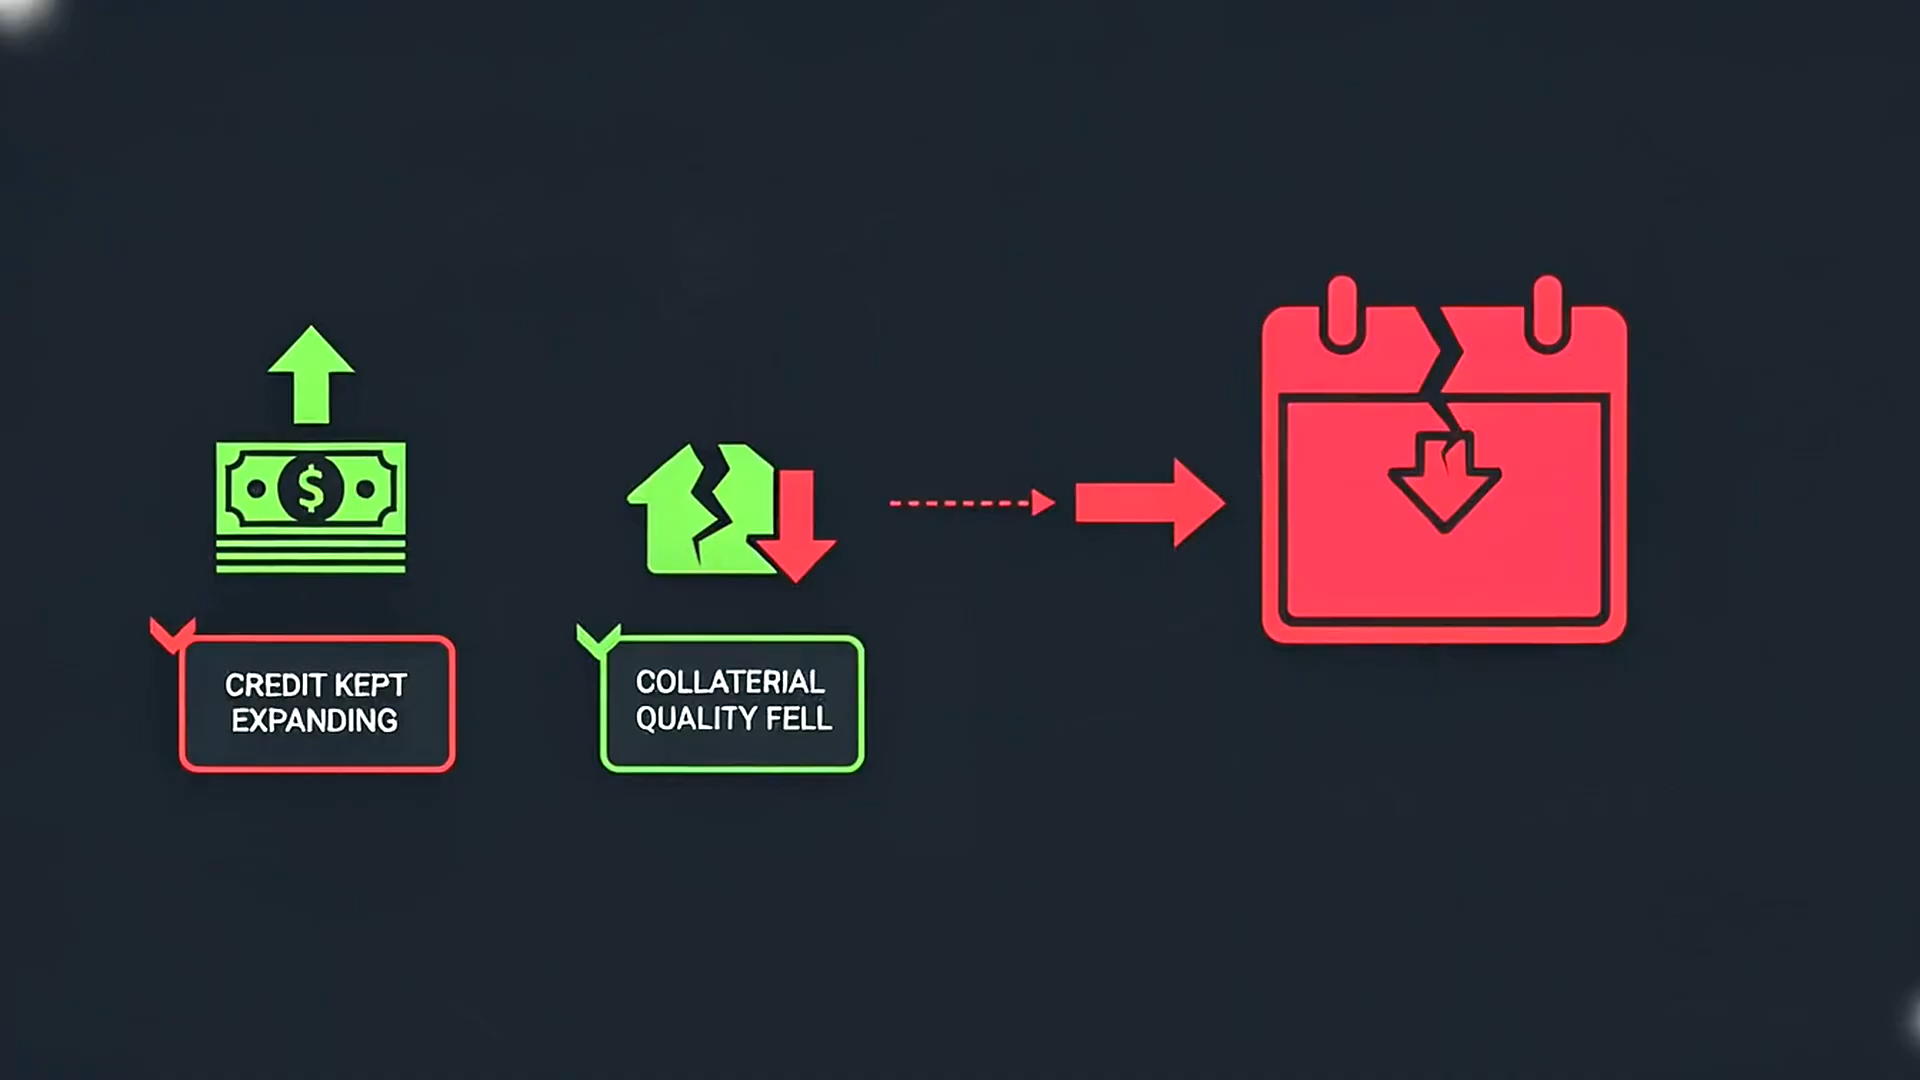 $
CREDIT KEPT
EXPANDING
COLLATERIAL
QUALITY FELL